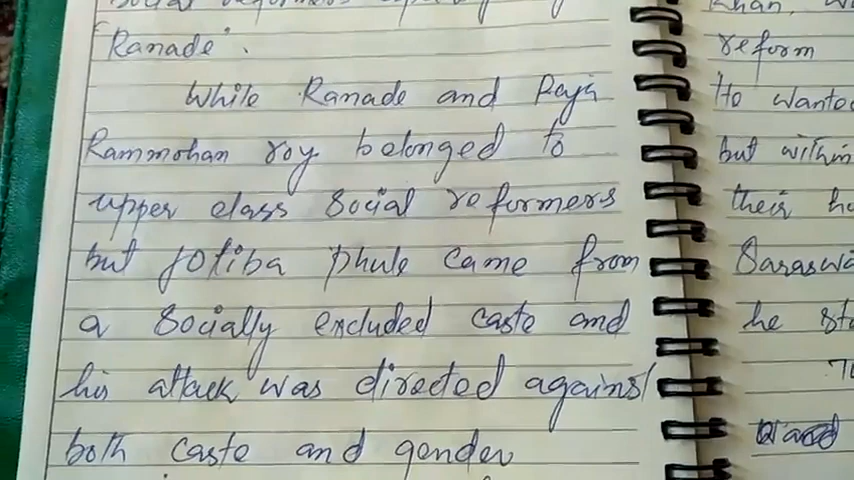 Ranade'.
While Ranade and Raja
Rammohan roy belonged to
upper class social reformers
but jotiba phule came from
a socially excluded caste and
his attack was directed against
both caste and gender
Khan,
reform
He wanted
but within
their
Saraswa
he